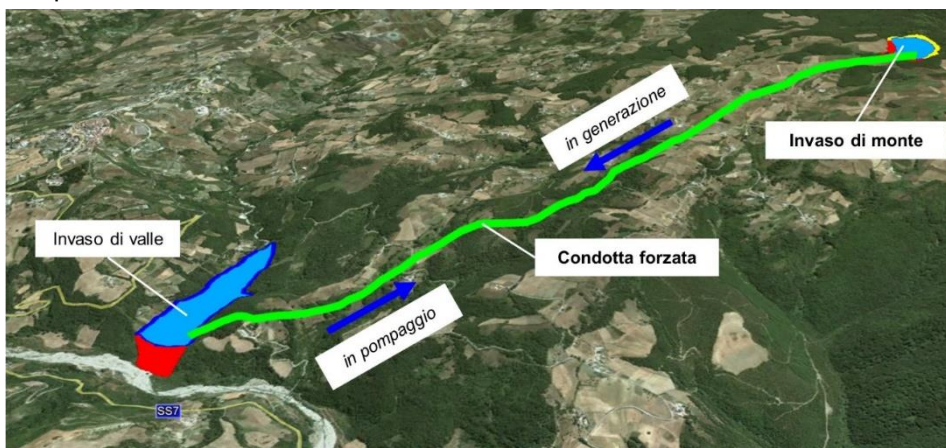 in generazione
Invaso di monte
Invaso di valle
Condotta forzata
in pompaggio
SS7